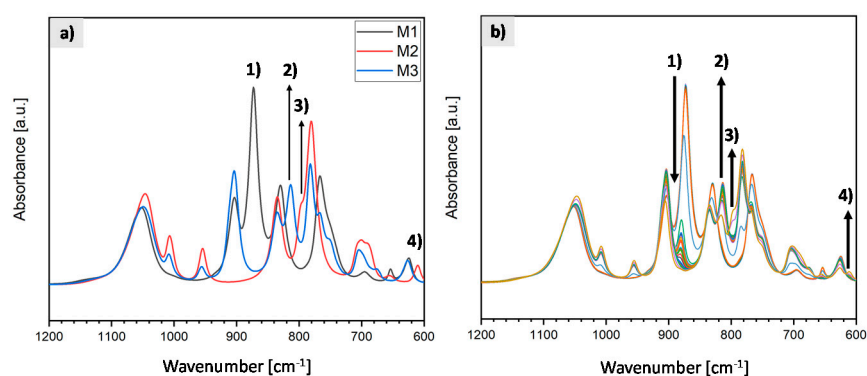 a)
M1
M2
M3
1)
2)
3)
4)
Absorbance [a.u.]
1200 1100 1000 900 800 700 600
Wavenumber [cm⁻¹]
b)
1)
2)
3)
4)
Absorbance [a.u.]
1200 1100 1000 900 800 700 600
Wavenumber [cm⁻¹]